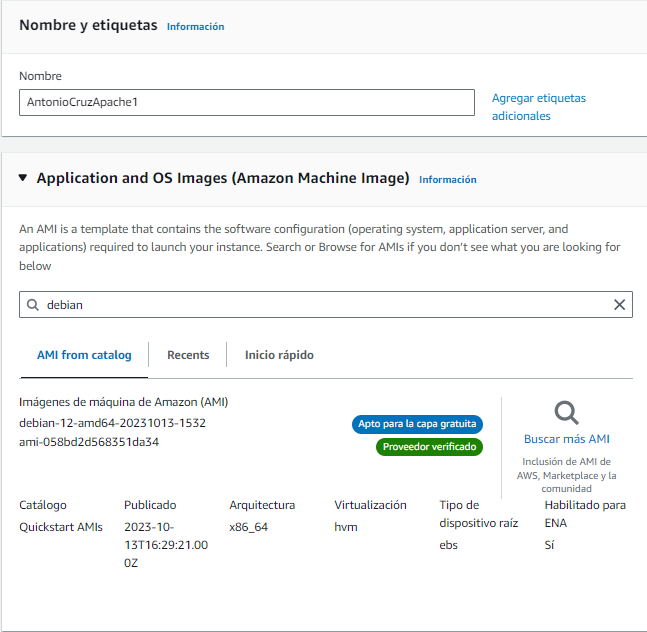 Nombre y etiquetas Información
Nombre
AntonioCruzApache1
Agregar etiquetas
adicionales
Application and OS Images (Amazon Machine Image) Información
An AMI is a template that contains the software configuration (operating system, application server, and
applications) required to launch your instance. Search or Browse for AMIs if you don't see what you are looking for
below
debian
AMI from catalog
Recents
Inicio rápido
Imágenes de máquina de Amazon (AMI)
debian-12-amd64-20231013-1532
ami-058bd2d568351da34
Apto para la capa gratuita
Proveedor verificado
Buscar más AMI
Inclusión de AMI de
AWS, Marketplace y la
comunidad
Catálogo
Quickstart AMIs
Publicado
2023-10-
13T16:29:21.00
0Z
Arquitectura
x86_64
Virtualización
hvm
Tipo de
dispositivo raíz
ebs
Habilitado para
ENA
Sí